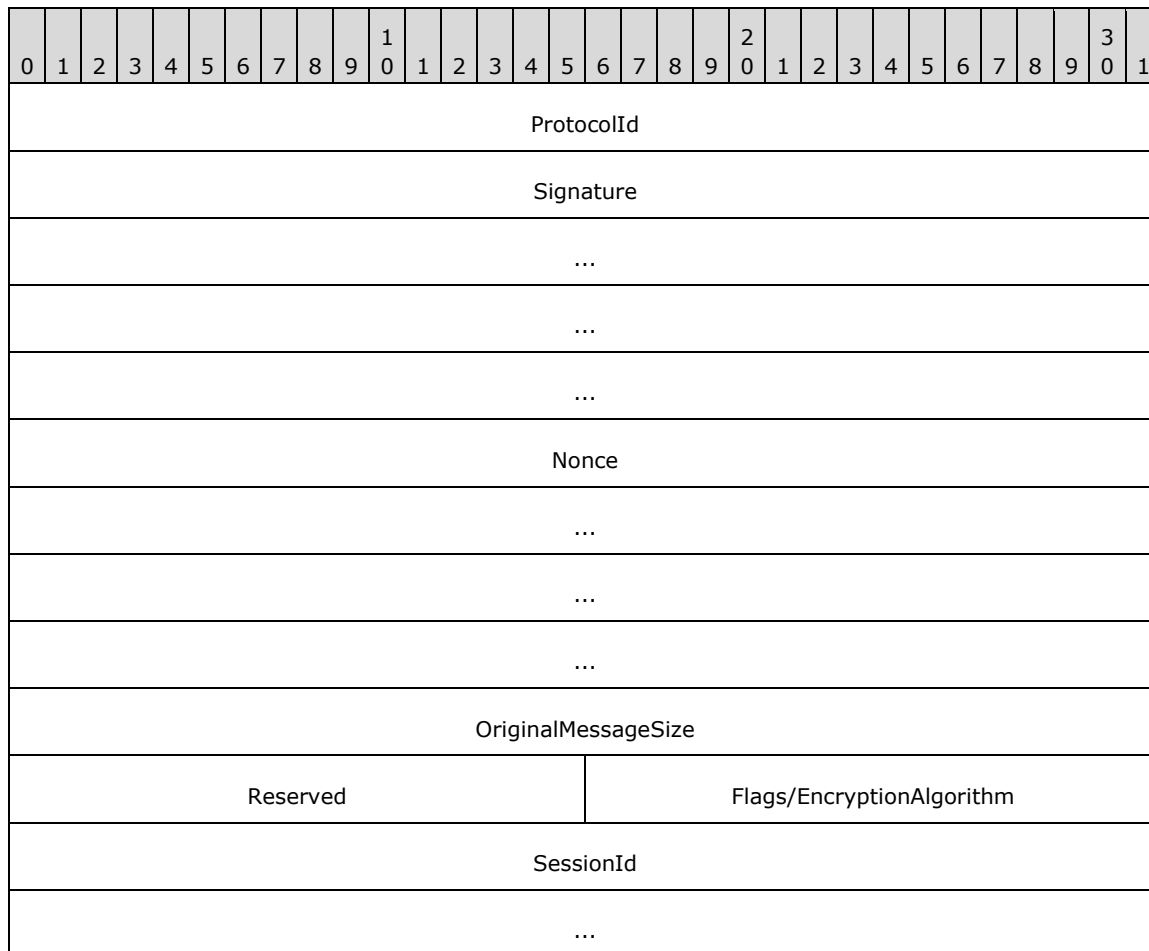 1 2 3
0 1 2 3 4 5 6 7 8 9 0 1 2 3 4 5 6 7 8 9 0 1 2 3 4 5 6 7 8 9 0 1
ProtocolId
Signature
...
...
...
Nonce
...
...
...
OriginalMessageSize
Reserved Flags/EncryptionAlgorithm
SessionId
...